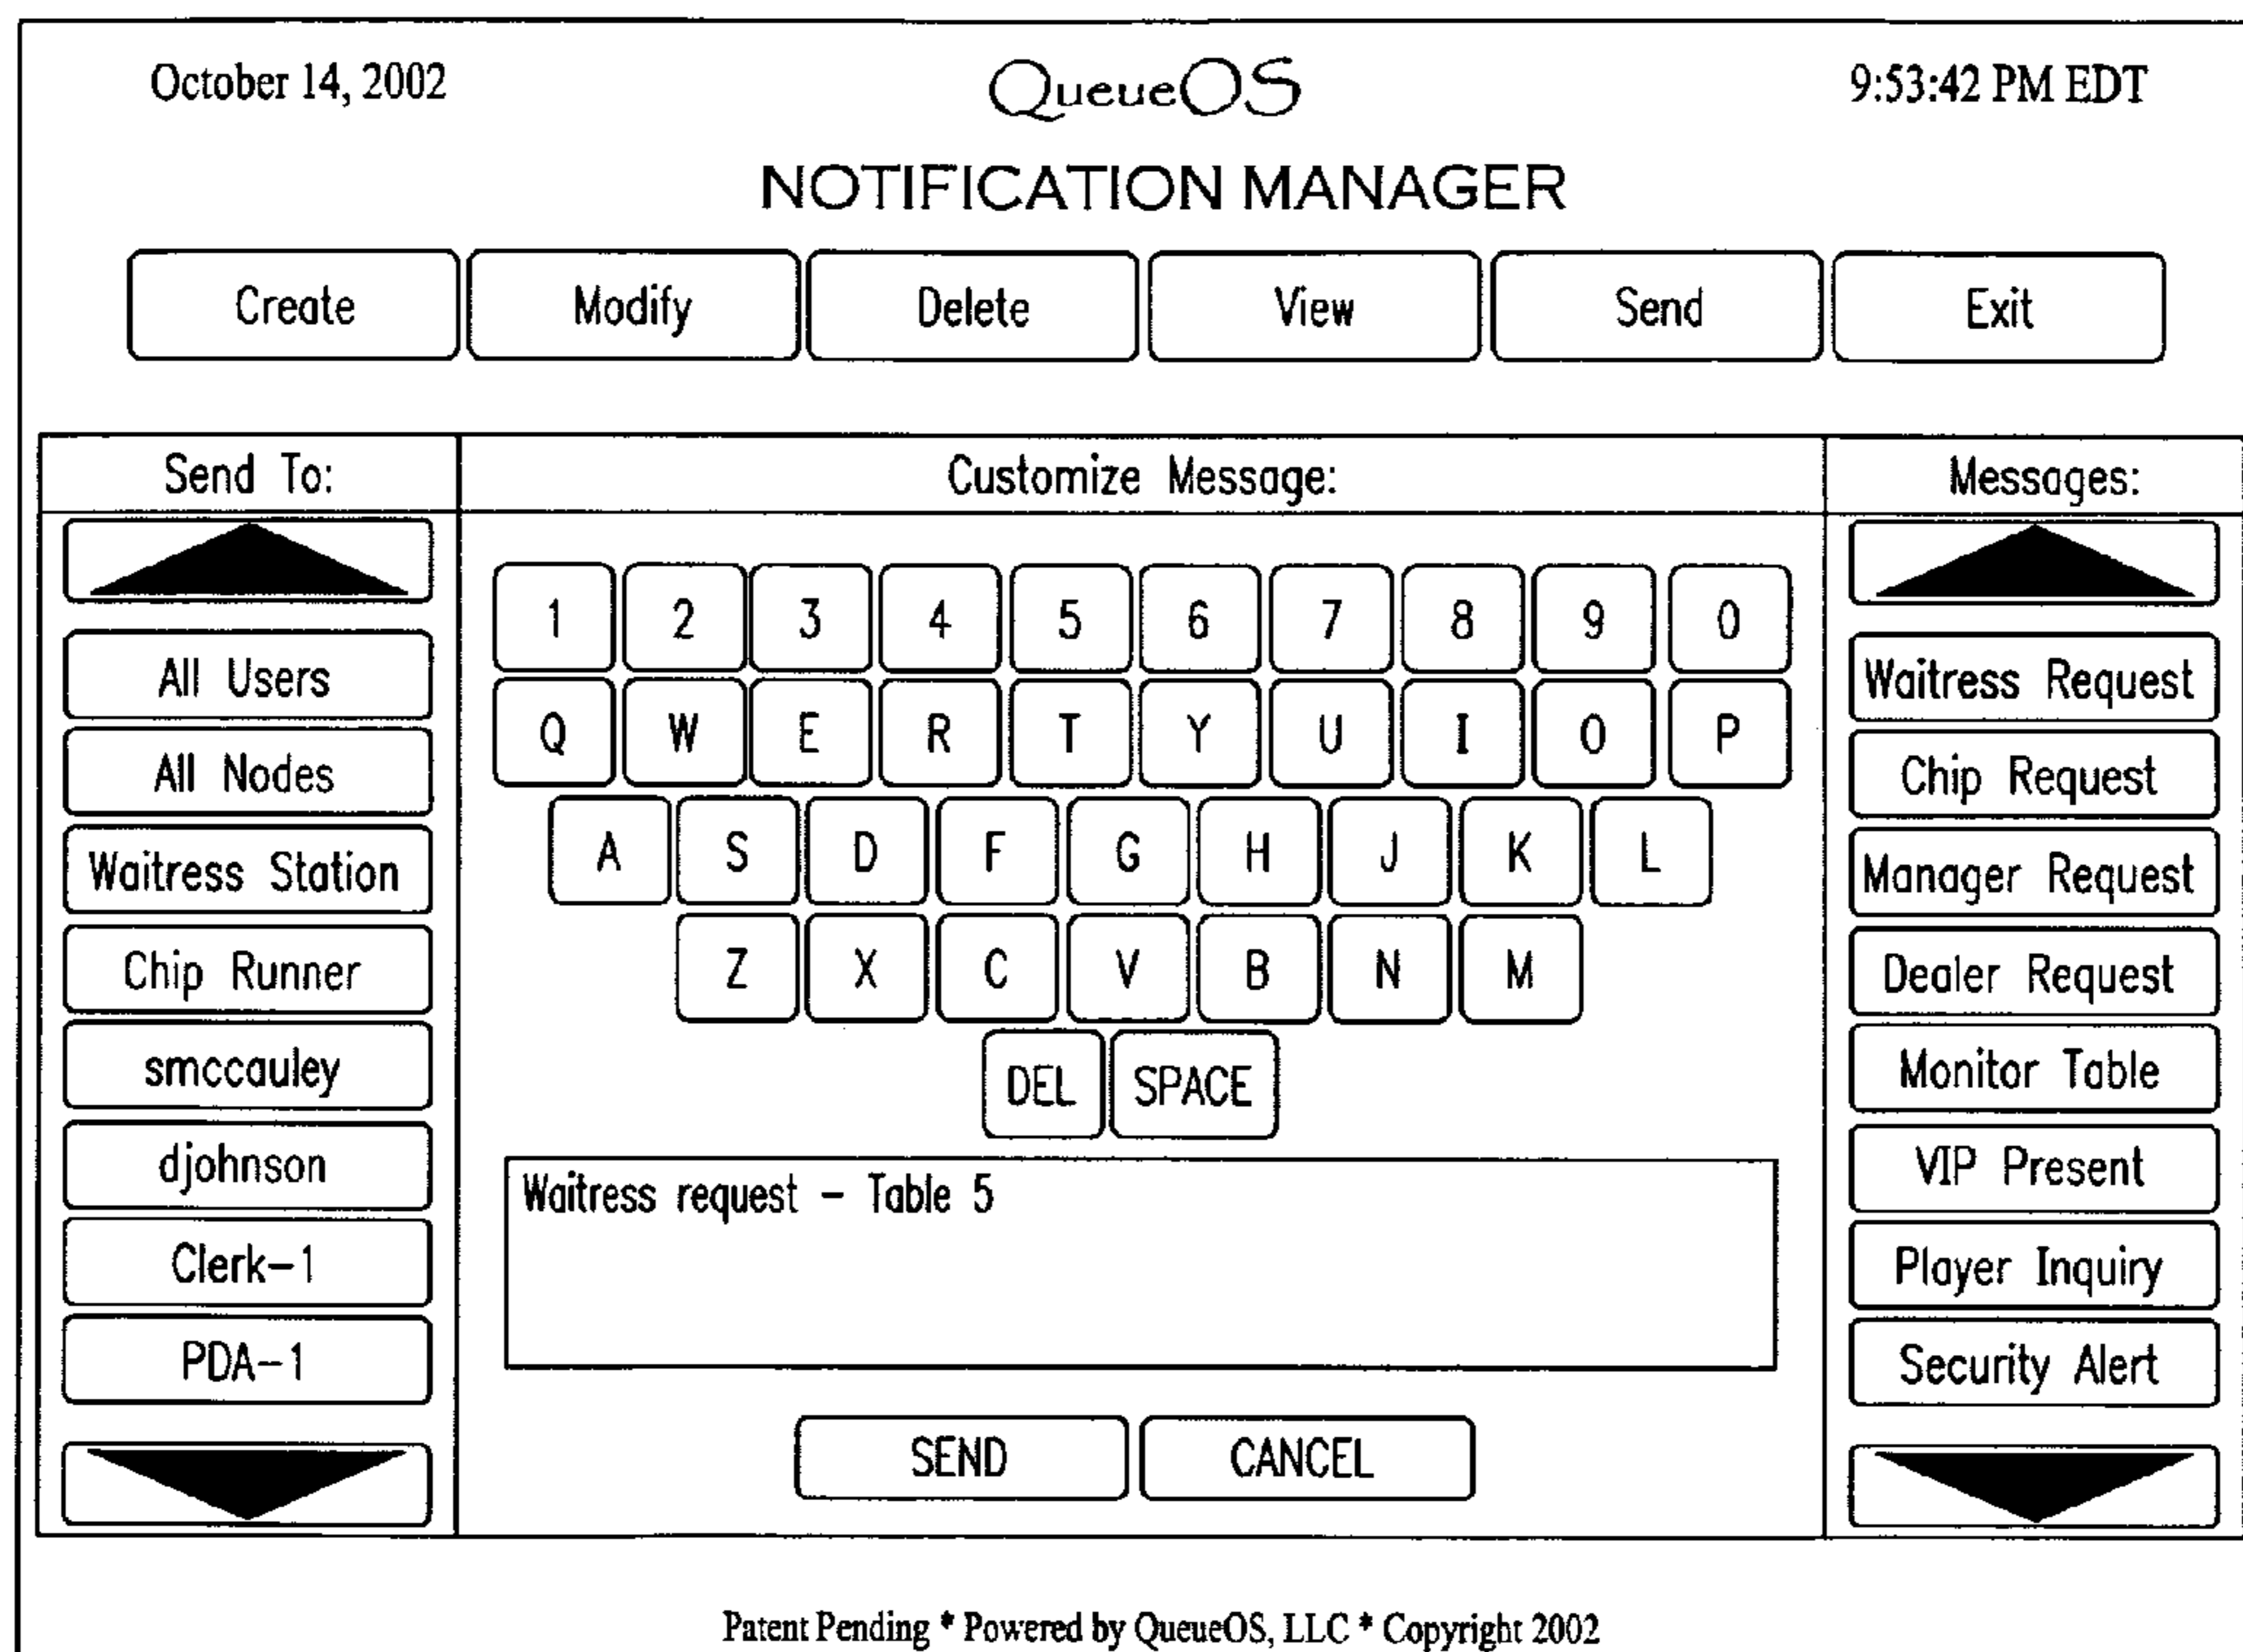 October 14, 2002
QueueOS
9:53:42 PM EDT
NOTIFICATION MANAGER
Create
Modify
Delete
View
Send
Exit
Send To:
All Users
All Nodes
Waitress Station
Chip Runner
smccauley
djohnson
Clerk-1
PDA-1
Customize Message:
1 2 3 4 5 6 7 8 9 0
Q W E R T Y U I O P
A S D F G H J K L
Z X C V B N M
DEL SPACE
Waitress request – Table 5
SEND
CANCEL
Messages:
Waitress Request
Chip Request
Manager Request
Dealer Request
Monitor Table
VIP Present
Player Inquiry
Security Alert
Patent Pending * Powered by QueueOS, LLC * Copyright 2002